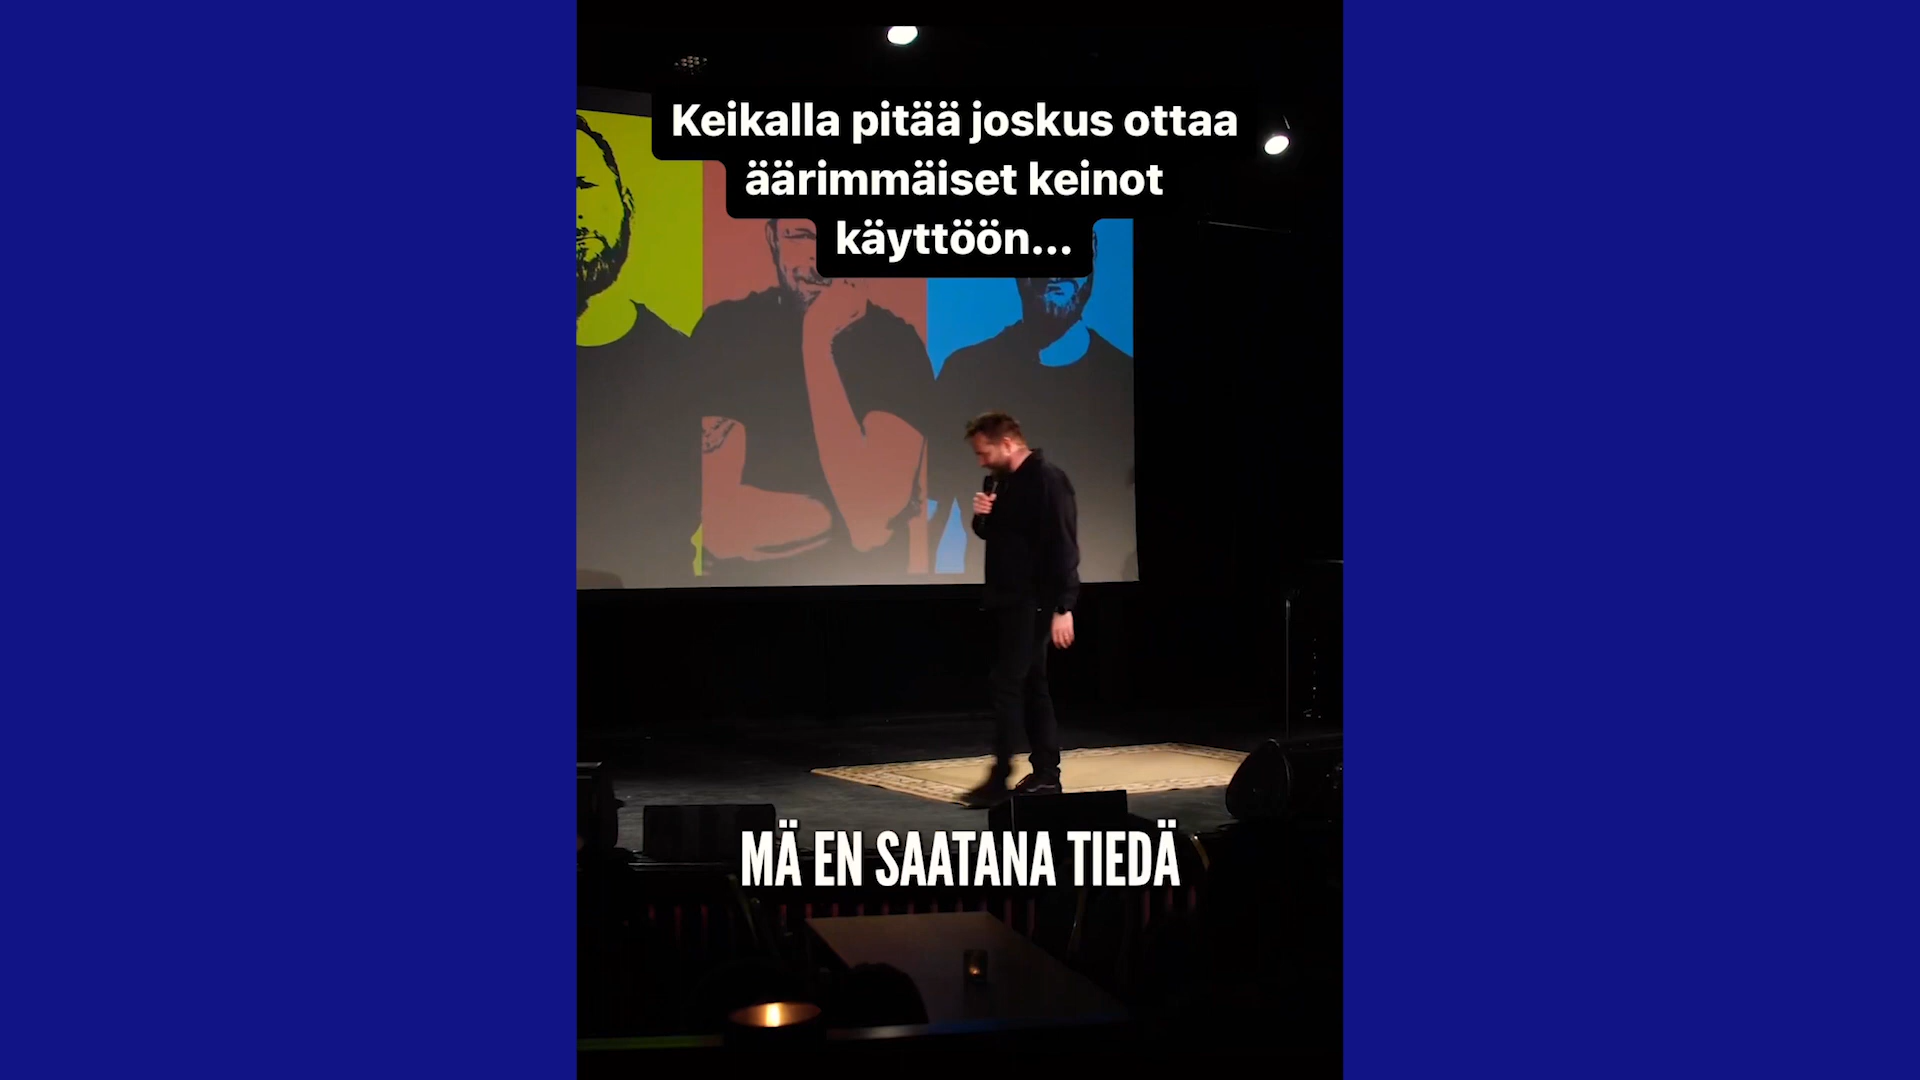 Keikalla pitää joskus ottaa
äärimmäiset keinot
käyttöön...
MÄ EN SAATANA TIEDÄ